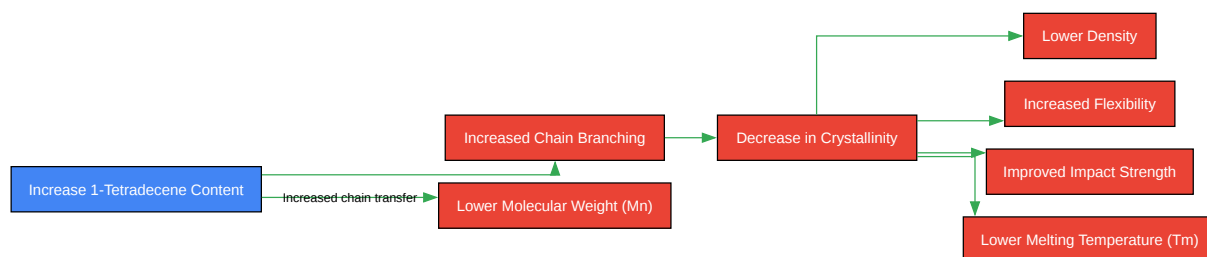 Increase 1-Tetradecene Content
Increased chain transfer
Increased Chain Branching
Lower Molecular Weight (Mn)
Decrease in Crystallinity
Lower Density
Increased Flexibility
Improved Impact Strength
Lower Melting Temperature (Tm)